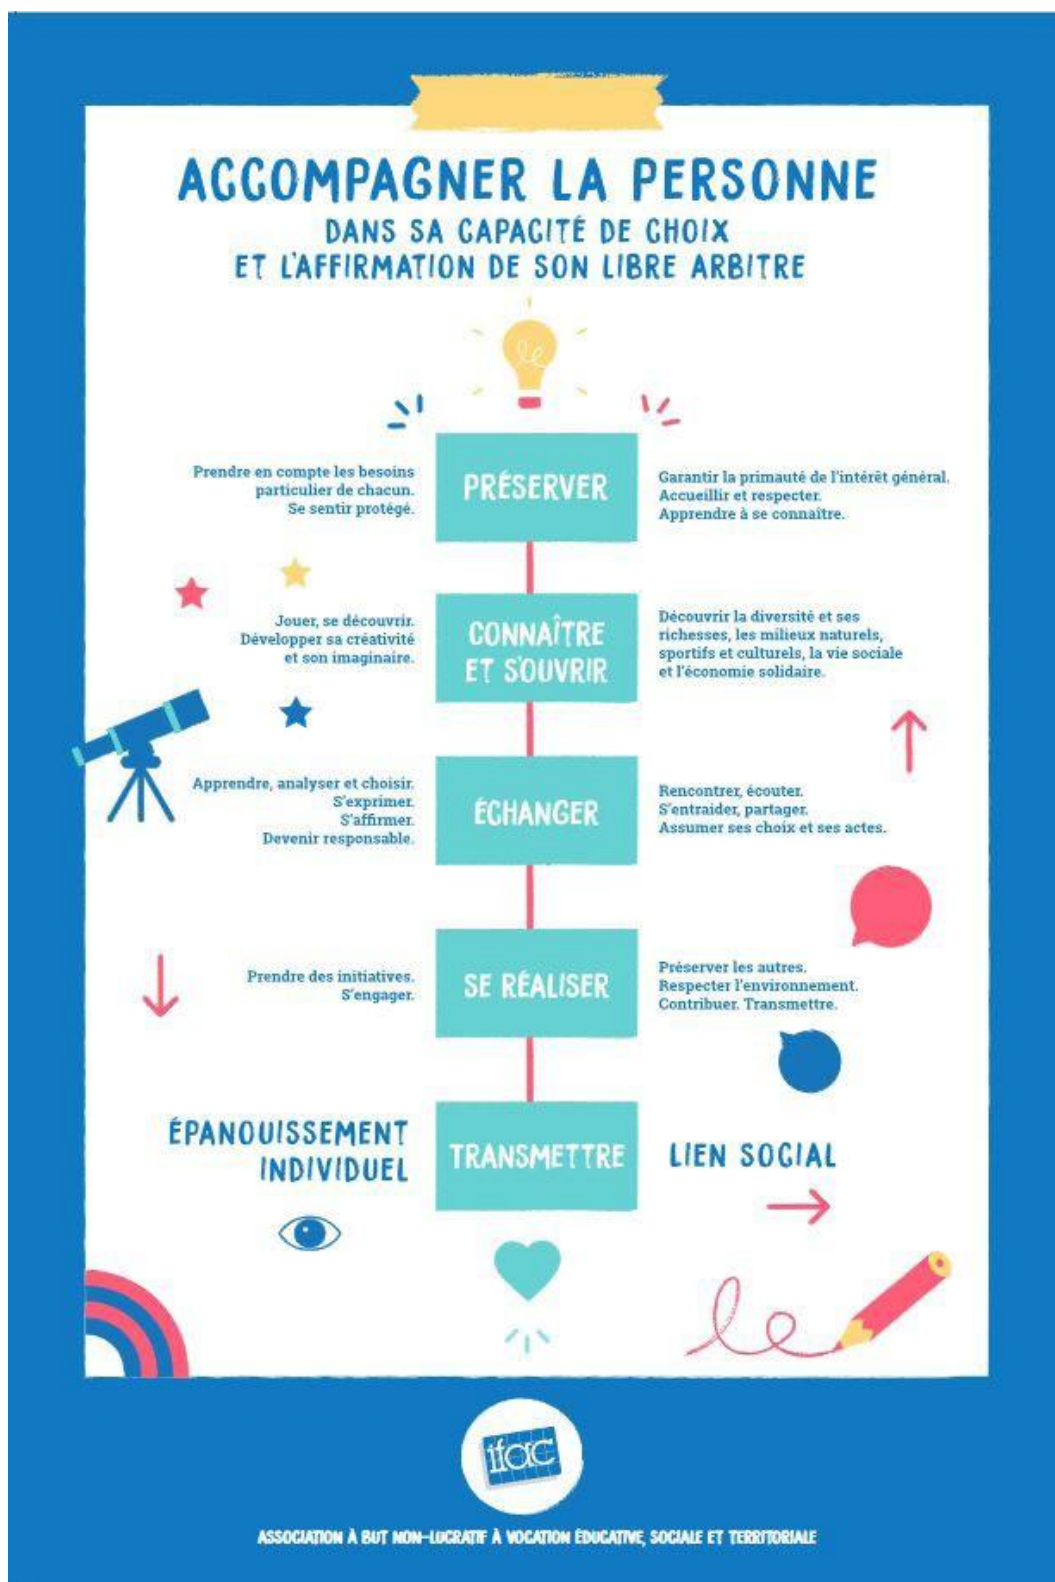 ACCOMPAGNER LA PERSONNE
DANS SA CAPACITÉ DE CHOIX
ET L'AFFIRMATION DE SON LIBRE ARBITRE
Prendre en compte les besoins
particulier de chacun.
Se sentir protégé.
PRÉSERVER
Garantir la primauté de l'intérêt général.
Accueillir et respecter.
Apprendre à se connaître.
Jouer, se découvrir.
Développer sa créativité
et son imaginaire.
CONNAÎTRE
ET S'OUVRIR
Découvrir la diversité et ses
richesses, les milieux naturels,
sportifs et culturels, la vie sociale
et l'économie solidaire.
Apprendre, analyser et choisir.
S'exprimer.
S'affirmer.
Devenir responsable.
ÉCHANGER
Rencontrer, écouter.
S'entraider, partager.
Assumer ses choix et ses actes.
Prendre des initiatives.
S'engager.
SE RÉALISER
Préserver les autres.
Respecter l'environnement.
Contribuer. Transmettre.
ÉPANOUISSEMENT
INDIVIDUEL
TRANSMETTRE
LIEN SOCIAL
ifac
ASSOCIATION À BUT NON-LUCRATIF À VOCATION ÉDUCATIVE, SOCIALE ET TERRITORIALE